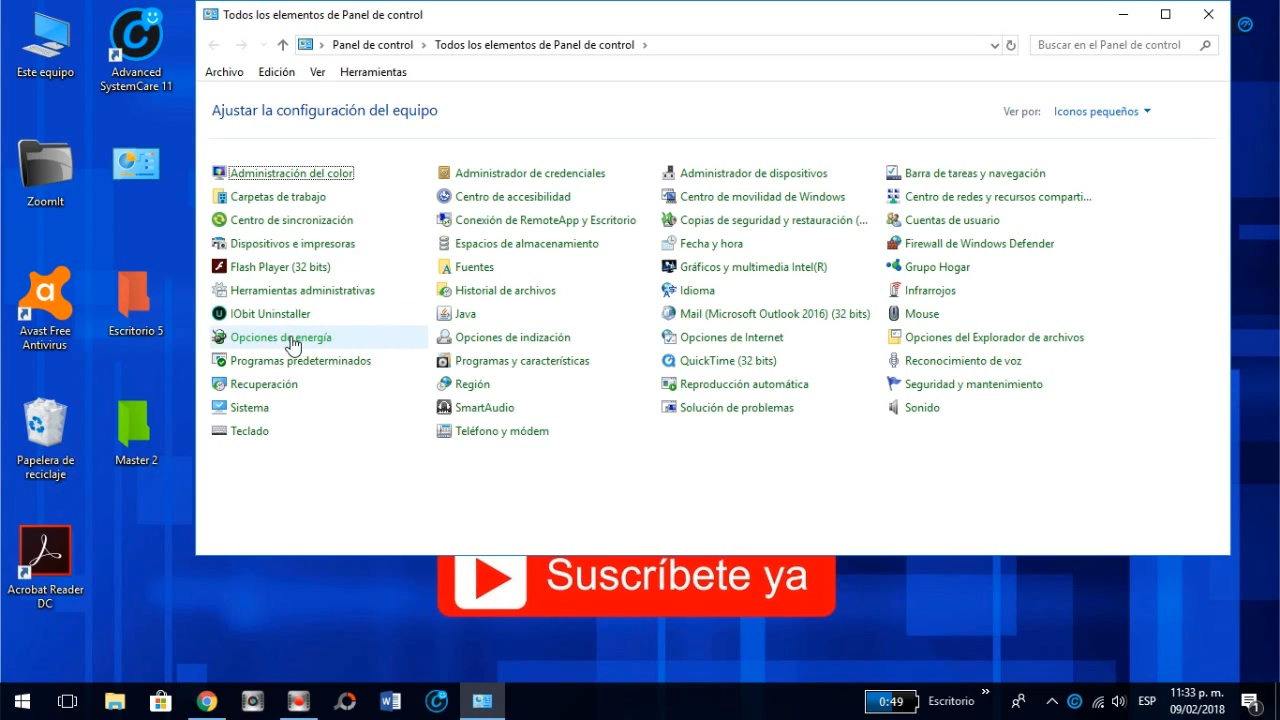 Todos los elementos de Panel de control
Panel de control > Todos los elementos de Panel de control >
Buscar en el Panel de control
Archivo Edición Ver Herramientas
Ajustar la configuración del equipo
Ver por: Iconos pequeños
Administración del color
Administrador de credenciales
Administrador de dispositivos
Barra de tareas y navegación
Carpetas de trabajo
Centro de accesibilidad
Centro de movilidad de Windows
Centro de redes y recursos comparti...
Centro de sincronización
Conexión de RemoteApp y Escritorio
Copias de seguridad y restauración (...
Cuentas de usuario
Dispositivos e impresoras
Espacios de almacenamiento
Fecha y hora
Firewall de Windows Defender
Flash Player (32 bits)
Fuentes
Gráficos y multimedia Intel(R)
Grupo Hogar
Herramientas administrativas
Historial de archivos
Idioma
Infrarrojos
IObit Uninstaller
Java
Mail (Microsoft Outlook 2016) (32 bits)
Mouse
Opciones de energía
Opciones de indización
Opciones de Internet
Opciones del Explorador de archivos
Programas predeterminados
Programas y características
QuickTime (32 bits)
Reconocimiento de voz
Recuperación
Región
Reproducción automática
Seguridad y mantenimiento
Sistema
SmartAudio
Solución de problemas
Sonido
Teclado
Teléfono y módem
Este equipo
Advanced
SystemCare 11
ZoomIt
Avast Free
Antivirus
Escritorio 5
Papelera de
reciclaje
Master 2
Acrobat Reader
DC
Suscríbete ya
0:49
Escritorio
ESP
11:33 p. m.
09/02/2018
1